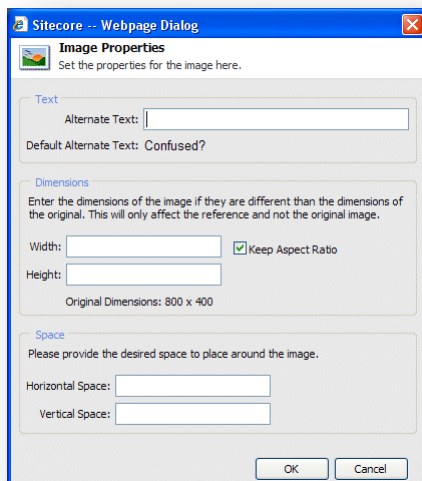 Sitecore -- Webpage Dialog
Image Properties
Set the properties for the image here.
Text
Alternate Text:
Default Alternate Text: Confused?
Dimensions
Enter the dimensions of the image if they are different than the dimensions of
the original. This will only affect the reference and not the original image.
Width:
Keep Aspect Ratio
Height:
Original Dimensions: 800 x 400
Space
Please provide the desired space to place around the image.
Horizontal Space:
Vertical Space:
OK Cancel